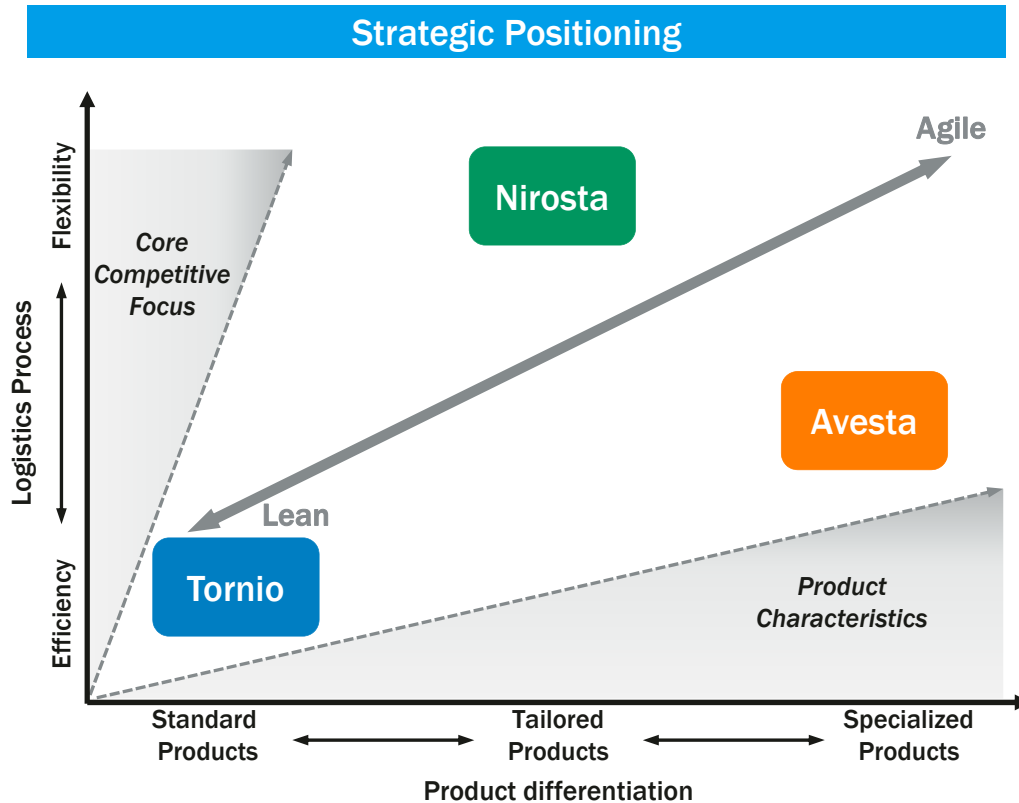 Strategic Positioning
Agile
Flexibility
Nirosta
Core
Competitive
Focus
Logistics Process
Avesta
Lean
Tornio
Efficiency
Product
Characteristics
Standard
Products
Tailored
Products
Specialized
Products
Product differentiation